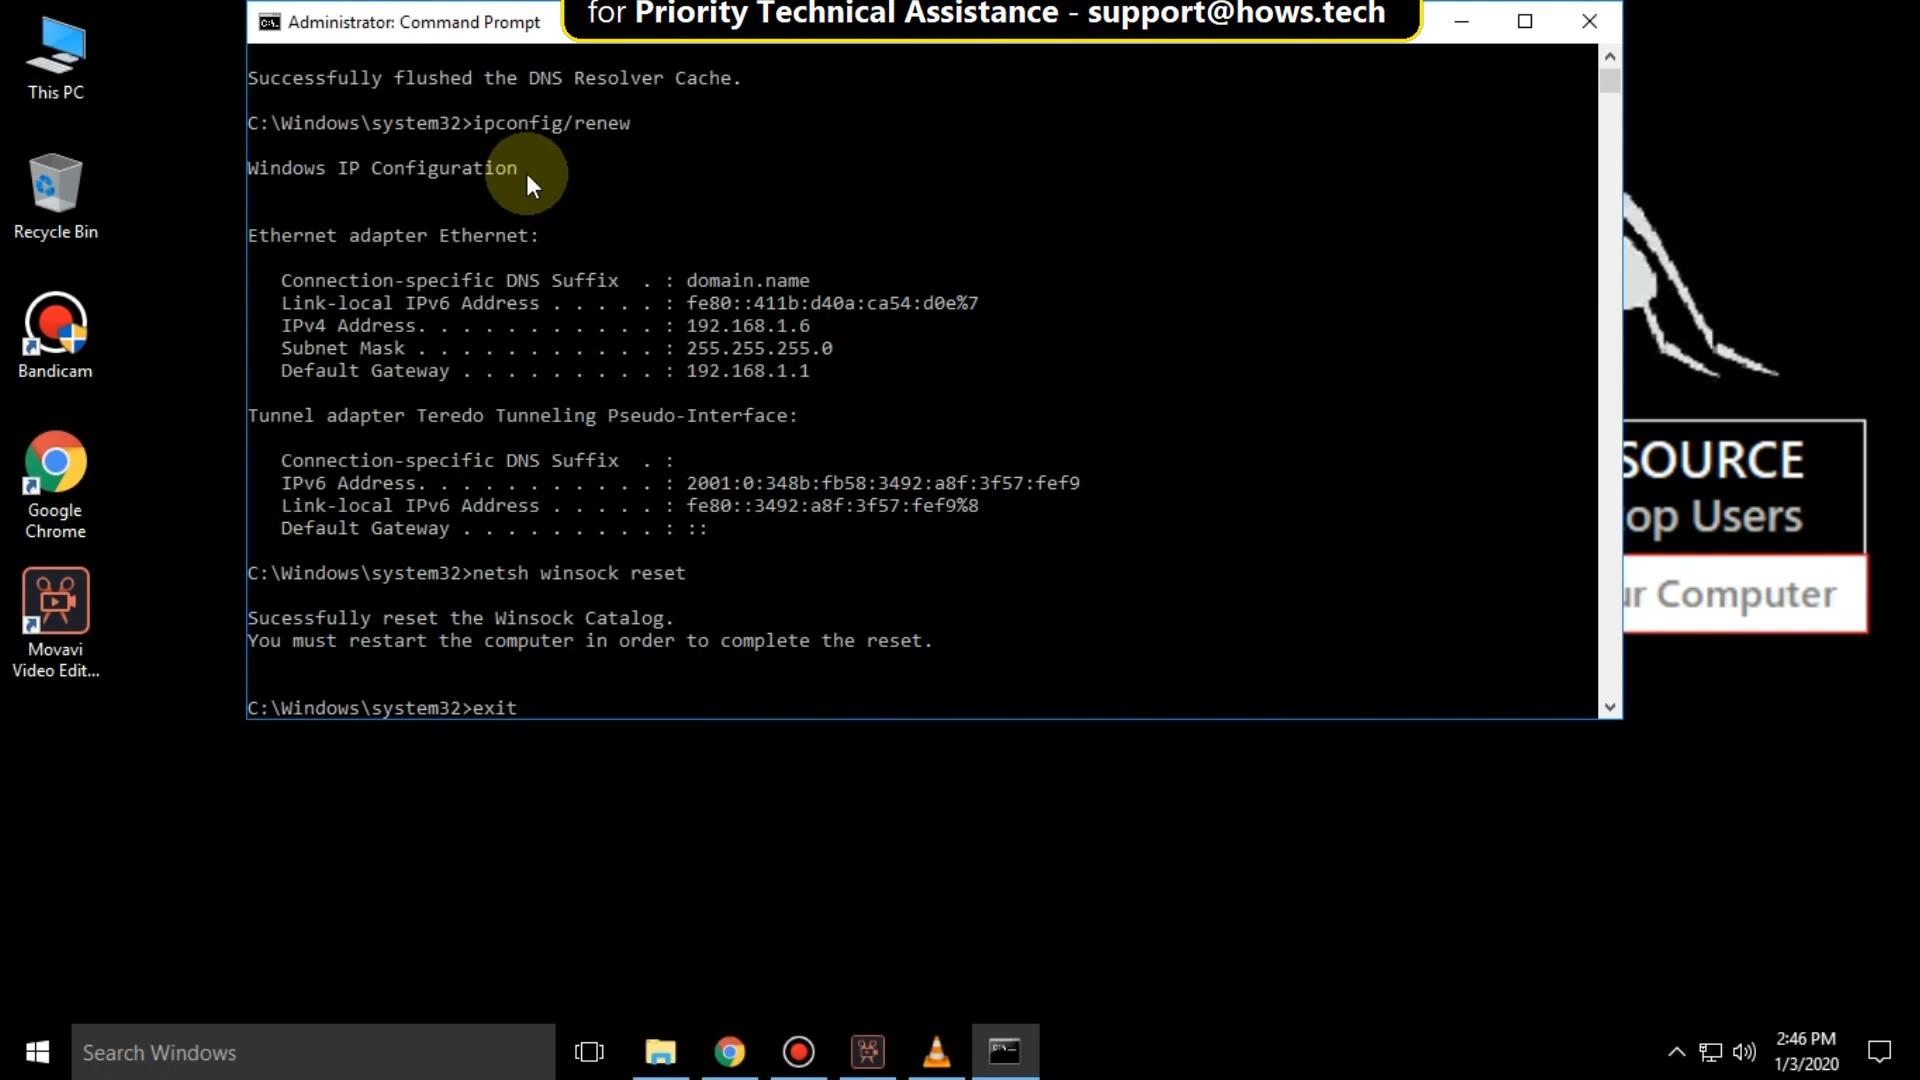 for Priority Technical Assistance - support@hows.tech
Administrator: Command Prompt
Successfully flushed the DNS Resolver Cache.
C:\Windows\system32>ipconfig/renew
Windows IP Configuration
Ethernet adapter Ethernet:
Connection-specific DNS Suffix . : domain.name
Link-local IPv6 Address . . . . . : fe80::411b:d40a:ca54:d0e%7
IPv4 Address. . . . . . . . . . . : 192.168.1.6
Subnet Mask . . . . . . . . . . . : 255.255.255.0
Default Gateway . . . . . . . . . : 192.168.1.1
Tunnel adapter Teredo Tunneling Pseudo-Interface:
Connection-specific DNS Suffix . :
IPv6 Address. . . . . . . . . . . : 2001:0:348b:fb58:3492:a8f:3f57:fef9
Link-local IPv6 Address . . . . . : fe80::3492:a8f:3f57:fef9%8
Default Gateway . . . . . . . . . : ::
C:\Windows\system32>netsh winsock reset
Sucessfully reset the Winsock Catalog.
You must restart the computer in order to complete the reset.
C:\Windows\system32>exit
This PC
Recycle Bin
Bandicam
Google
Chrome
Movavi
Video Edit...
SOURCE
op Users
ur Computer
Search Windows
2:46 PM
1/3/2020